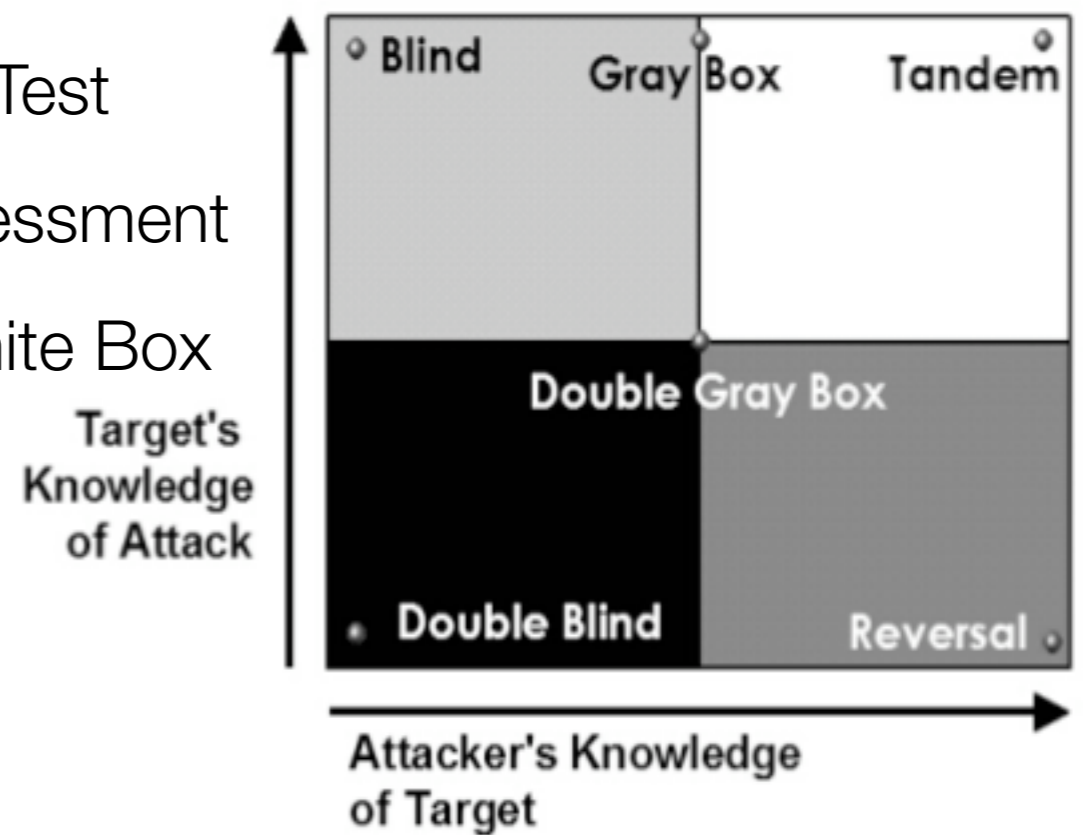 Test
essment
ite Box
Blind
Gray Box
Tandem
Target's
Knowledge
of Attack
Double Gray Box
Double Blind
Reversal
Attacker's Knowledge
of Target